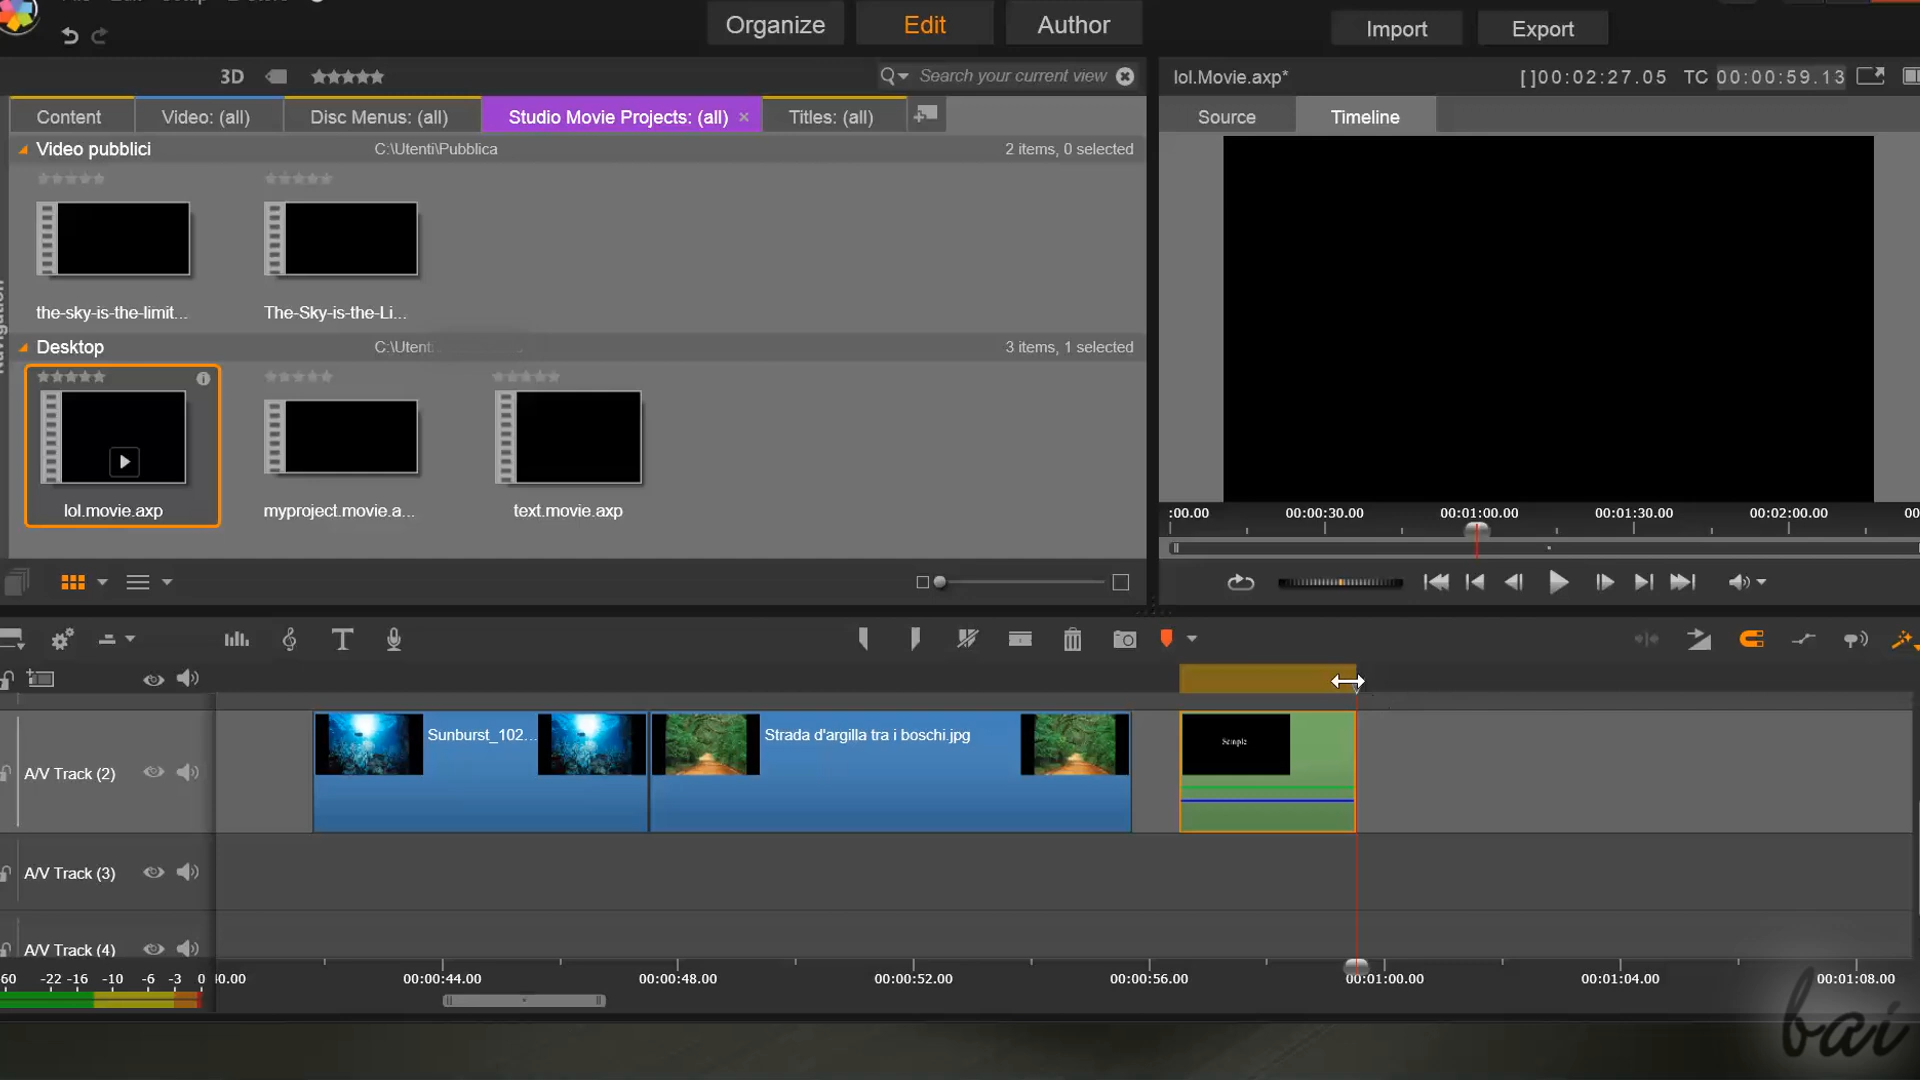 Organize Edit Author Import Export
3D Search your current view lol.Movie.axp* []00:02:27.05 TC 00:00:59.13
Content Video: (all) Disc Menus: (all) Studio Movie Projects: (all) × Titles: (all) Source Timeline
Video pubblici C:\Utenti\Pubblica 2 items, 0 selected
the-sky-is-the-limit... The-Sky-is-the-Li...
Desktop C:\Utenti 3 items, 1 selected
lol.movie.axp myproject.movie.a... text.movie.axp
:00.00 00:00:30.00 00:01:00.00 00:01:30.00 00:02:00.00 00
A/V Track (2) Sunburst_102... Strada d'argilla tra i boschi.jpg
A/V Track (3)
A/V Track (4)
60 -22 -16 -10 -6 -3 0 40.00 00:00:44.00 00:00:48.00 00:00:52.00 00:00:56.00 00:01:00.00 00:01:04.00 00:01:08.00
bai